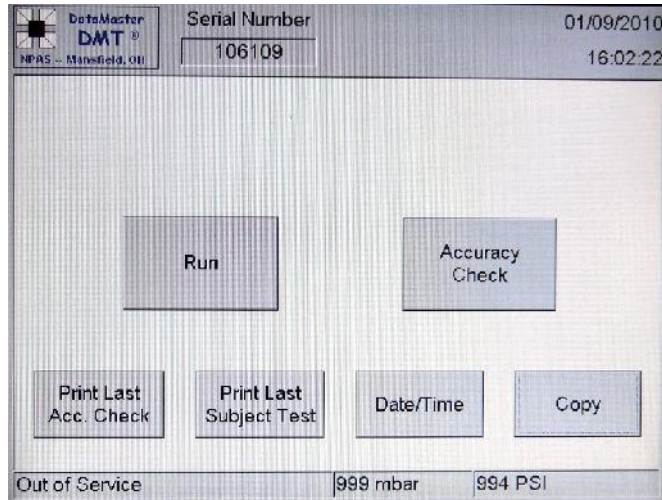 DataMaster
DMT ®
NPAS -- Mansfield, OH
Serial Number
106109
01/09/2010
16:02:22
Run
Accuracy
Check
Print Last
Acc. Check
Print Last
Subject Test
Date/Time
Copy
Out of Service
999 mbar
994 PSI